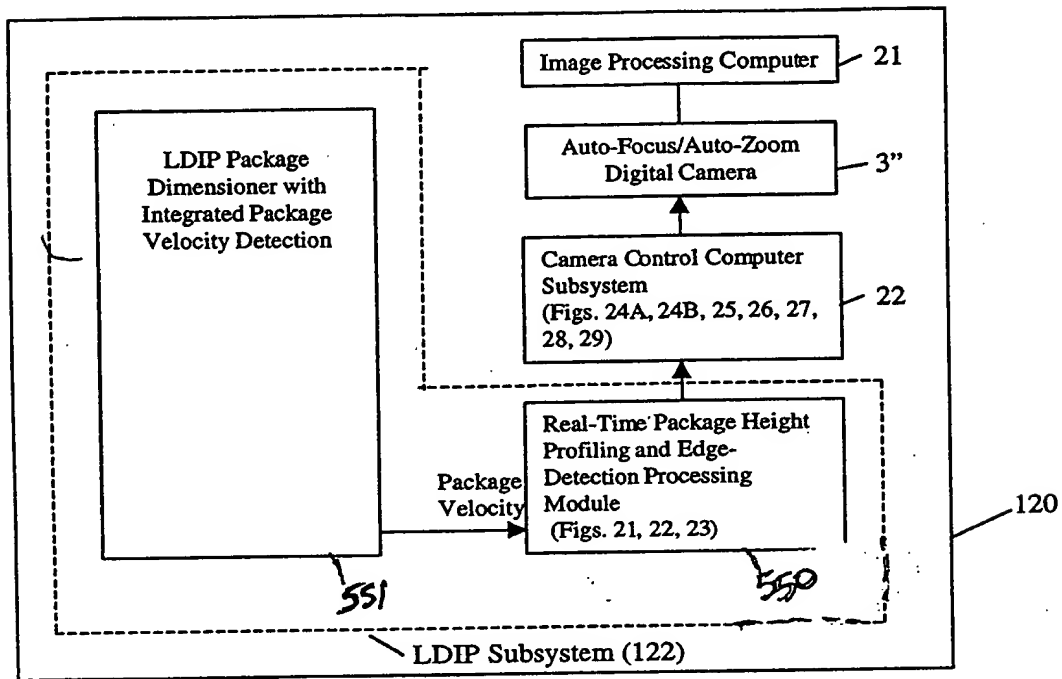 Image Processing Computer
21
Auto-Focus/Auto-Zoom
Digital Camera
3”
LDIP Package
Dimensioner with
Integrated Package
Velocity Detection
Camera Control Computer
Subsystem
(Figs. 24A, 24B, 25, 26, 27,
28, 29)
22
Real-Time Package Height
Profiling and Edge-
Detection Processing
Module
(Figs. 21, 22, 23)
Package
Velocity
120
551
550
LDIP Subsystem (122)